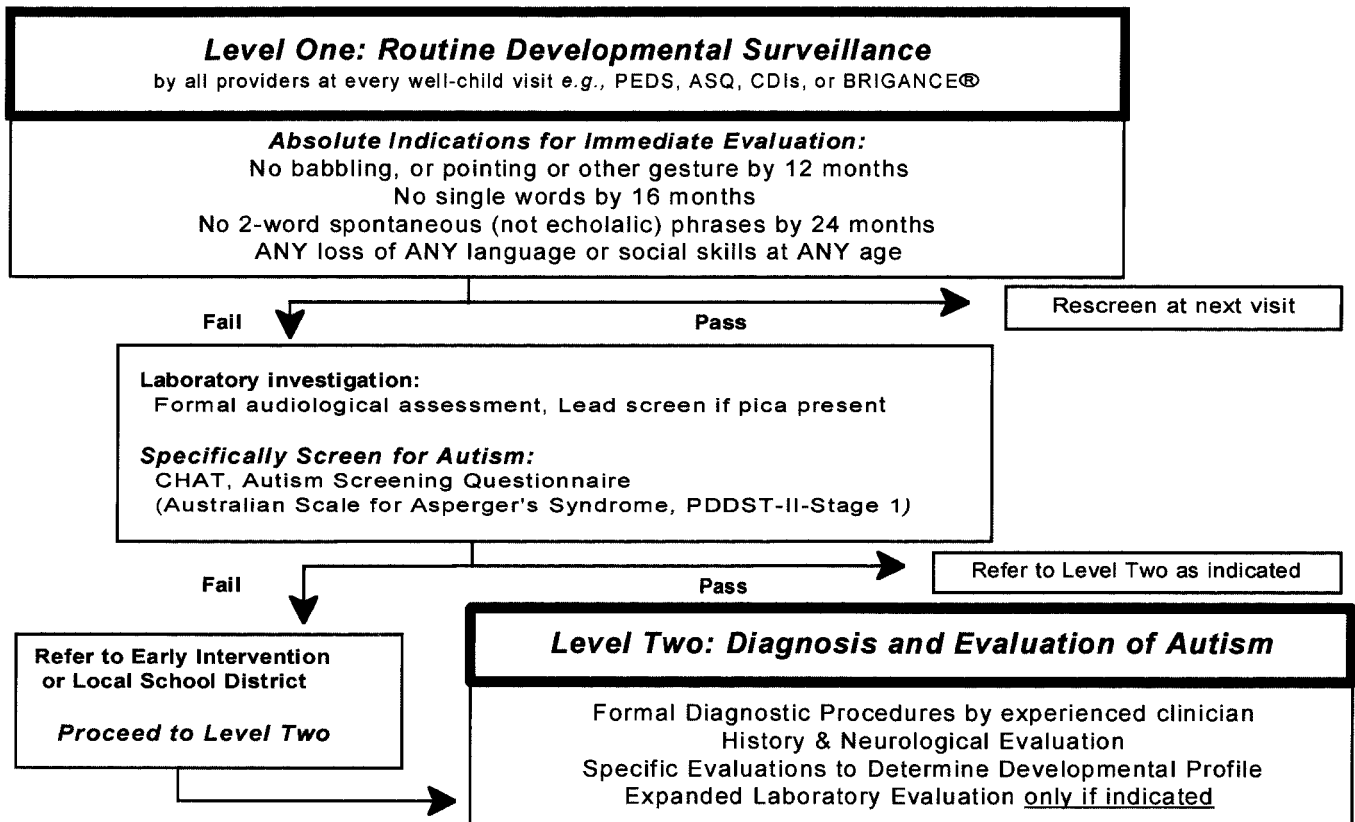 Level One: Routine Developmental Surveillance
by all providers at every well-child visit e.g., PEDS, ASQ, CDIs, or BRIGANCE®
Absolute Indications for Immediate Evaluation:
No babbling, or pointing or other gesture by 12 months
No single words by 16 months
No 2-word spontaneous (not echolalic) phrases by 24 months
ANY loss of ANY language or social skills at ANY age
Fail
Pass
Rescreen at next visit
Laboratory investigation:
Formal audiological assessment, Lead screen if pica present
Specifically Screen for Autism:
CHAT, Autism Screening Questionnaire
(Australian Scale for Asperger's Syndrome, PDDST-II-Stage 1)
Fail
Pass
Refer to Level Two as indicated
Refer to Early Intervention
or Local School District
Proceed to Level Two
Level Two: Diagnosis and Evaluation of Autism
Formal Diagnostic Procedures by experienced clinician
History & Neurological Evaluation
Specific Evaluations to Determine Developmental Profile
Expanded Laboratory Evaluation only if indicated